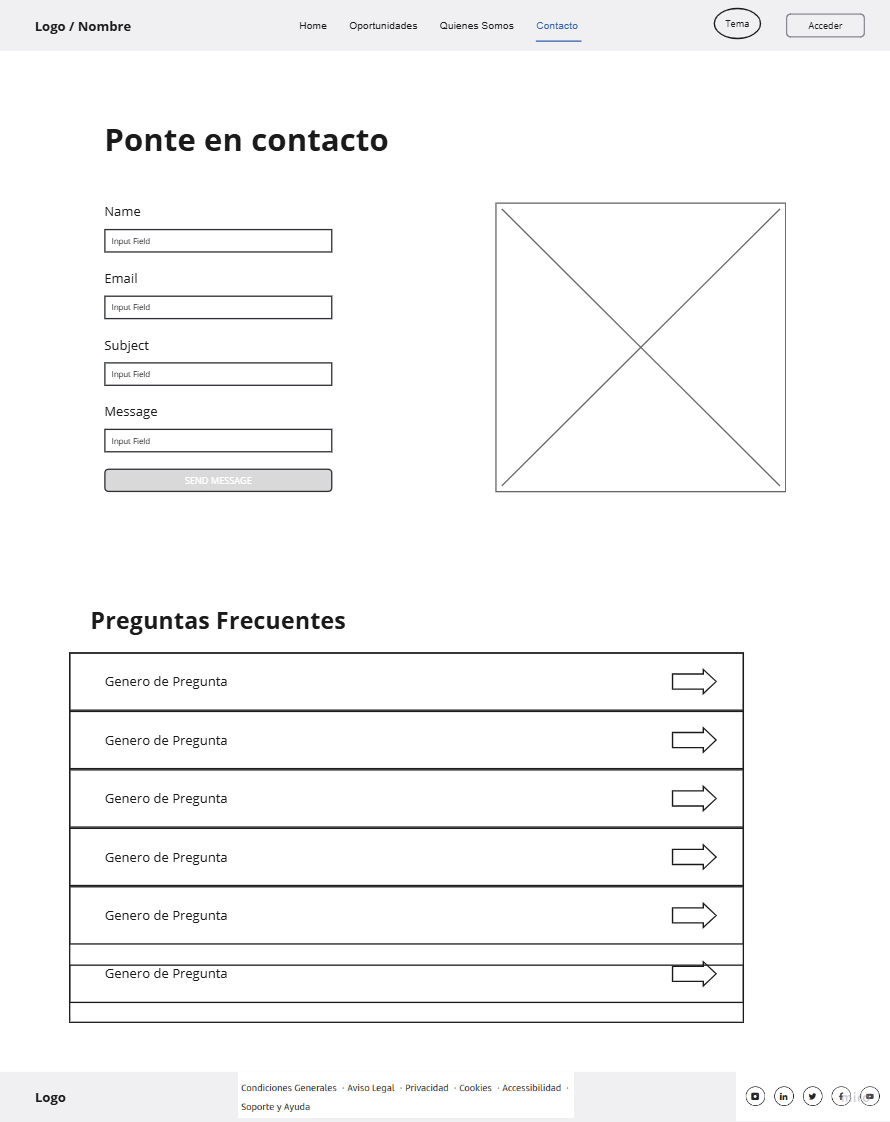 Logo / Nombre
Home
Oportunidades
Quienes Somos
Contacto
Tema
Acceder
Ponte en contacto
Name
Input Field
Email
Input Field
Subject
Input Field
Message
Input Field
SEND MESSAGE
Preguntas Frecuentes
Genero de Pregunta
Genero de Pregunta
Genero de Pregunta
Genero de Pregunta
Genero de Pregunta
Genero de Pregunta
Logo
Condiciones Generales · Aviso Legal · Privacidad · Cookies · Accessibilidad ·
Soporte y Ayuda
miro